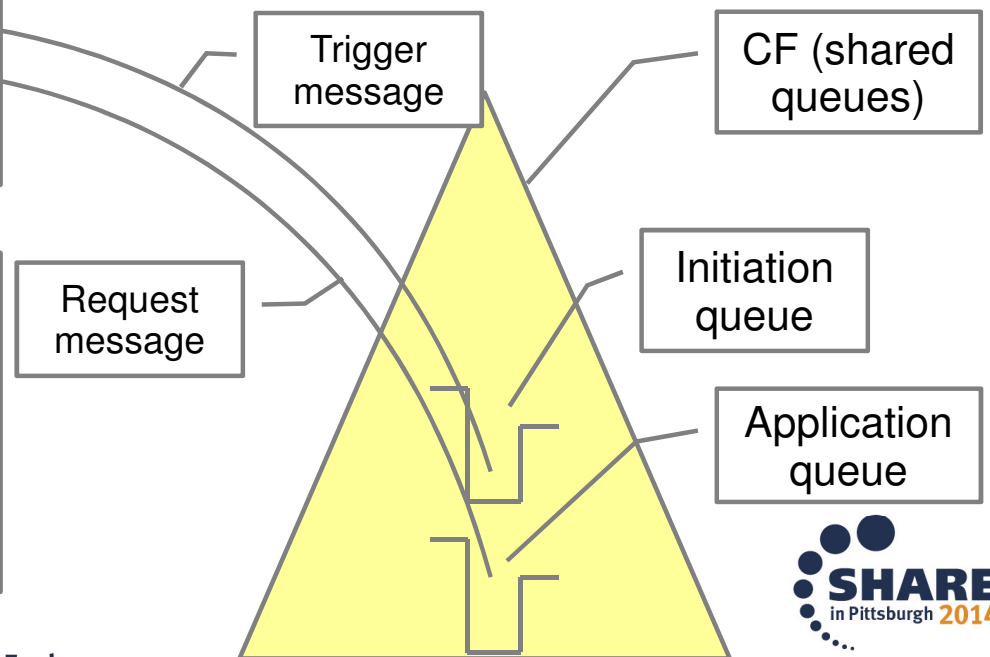 Trigger
message
CF (shared
queues)
Request
message
Initiation
queue
Application
queue
SHARE
in Pittsburgh 2014